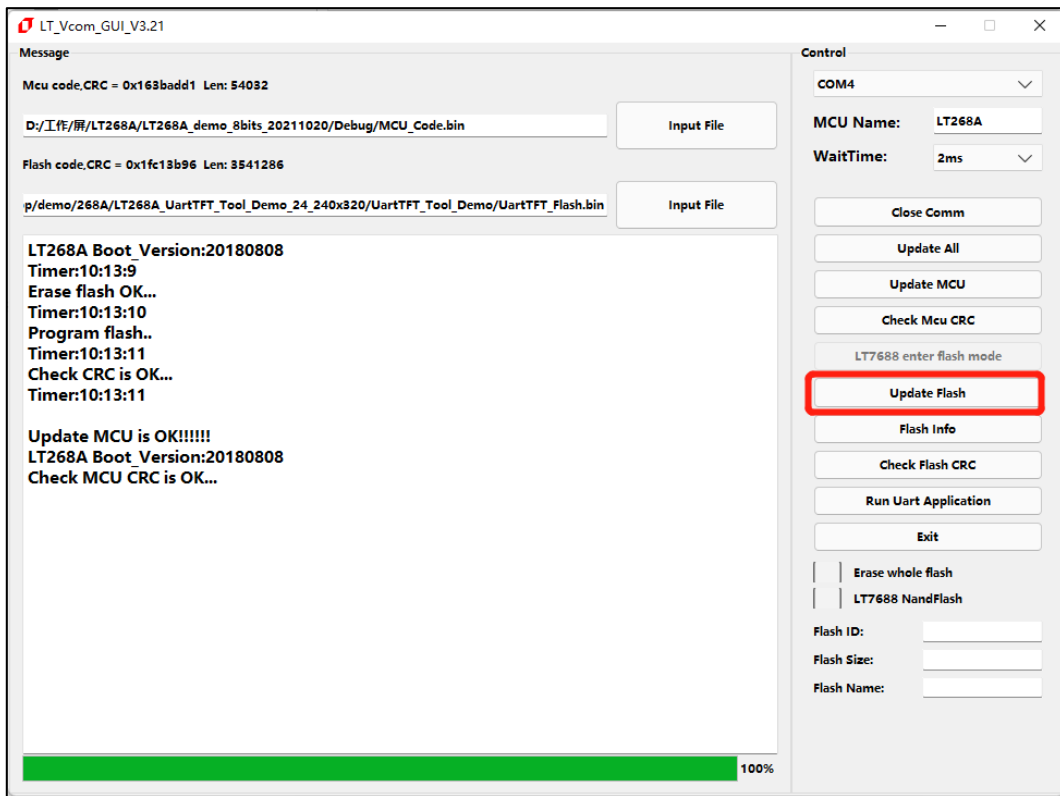 LT_Vcom_GUI_V3.21
Message
Mcu code,CRC = 0x163badd1 Len: 54032
D:/工作/屏/LT268A/LT268A_demo_8bits_20211020/Debug/MCU_Code.bin
Input File
Flash code,CRC = 0x1fc13b96 Len: 3541286
p/demo/268A/LT268A_UartTFT_Tool_Demo_24_240x320/UartTFT_Tool_Demo/UartTFT_Flash.bin
Input File
LT268A Boot_Version:20180808
Timer:10:13:9
Erase flash OK...
Timer:10:13:10
Program flash..
Timer:10:13:11
Check CRC is OK...
Timer:10:13:11
Update MCU is OK!!!!!!
LT268A Boot_Version:20180808
Check MCU CRC is OK...
100%
Control
COM4
MCU Name: LT268A
WaitTime: 2ms
Close Comm
Update All
Update MCU
Check Mcu CRC
LT7688 enter flash mode
Update Flash
Flash Info
Check Flash CRC
Run Uart Application
Exit
Erase whole flash
LT7688 NandFlash
Flash ID:
Flash Size:
Flash Name: